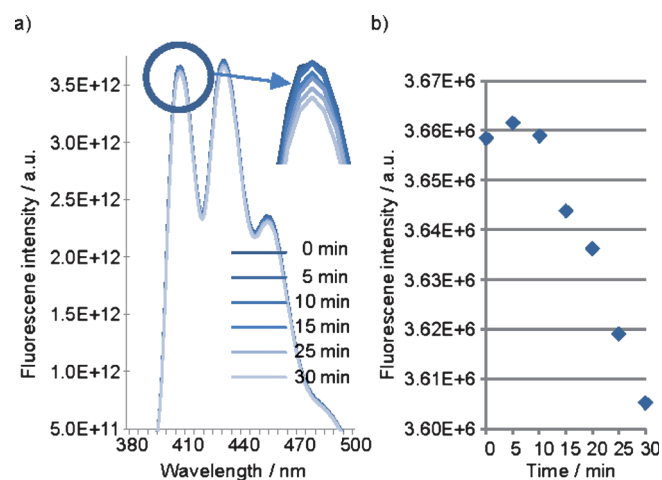 a)
Fluorescene intensity / a.u.
3.5E+12
3.0E+12
2.5E+12
2.0E+12
1.5E+12
1.0E+12
5.0E+11
380 410 440 470 500
Wavelength / nm
0 min
5 min
10 min
15 min
25 min
30 min
b)
Fluorescene intensity / a.u.
3.67E+6
3.66E+6
3.65E+6
3.64E+6
3.63E+6
3.62E+6
3.61E+6
3.60E+6
0 5 10 15 20 25 30
Time / min